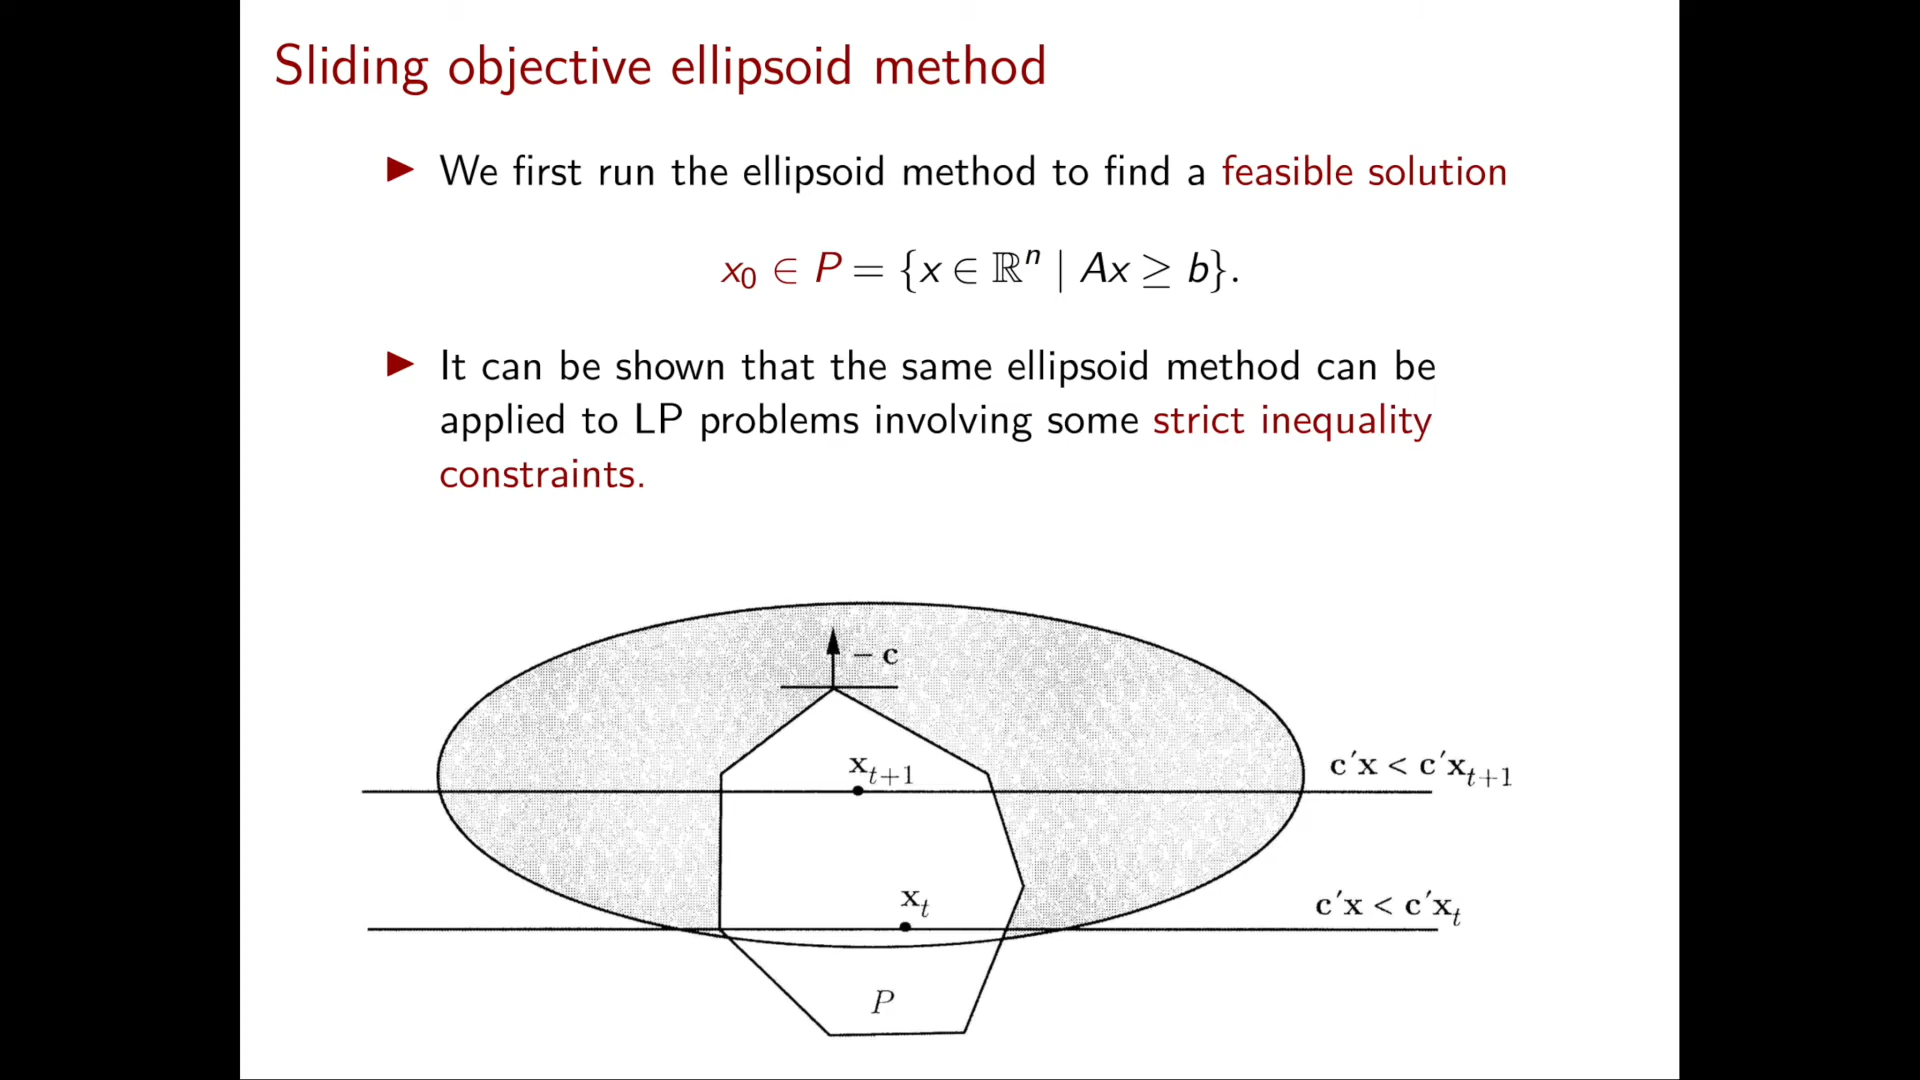 Sliding objective ellipsoid method
▶ We first run the ellipsoid method to find a feasible solution
x₀ ∈ P = {x ∈ ℝⁿ | Ax ≥ b}.
▶ It can be shown that the same ellipsoid method can be
applied to LP problems involving some strict inequality
constraints.
− c
x_{t+1}
c′x < c′x_{t+1}
x_t
c′x < c′x_t
P